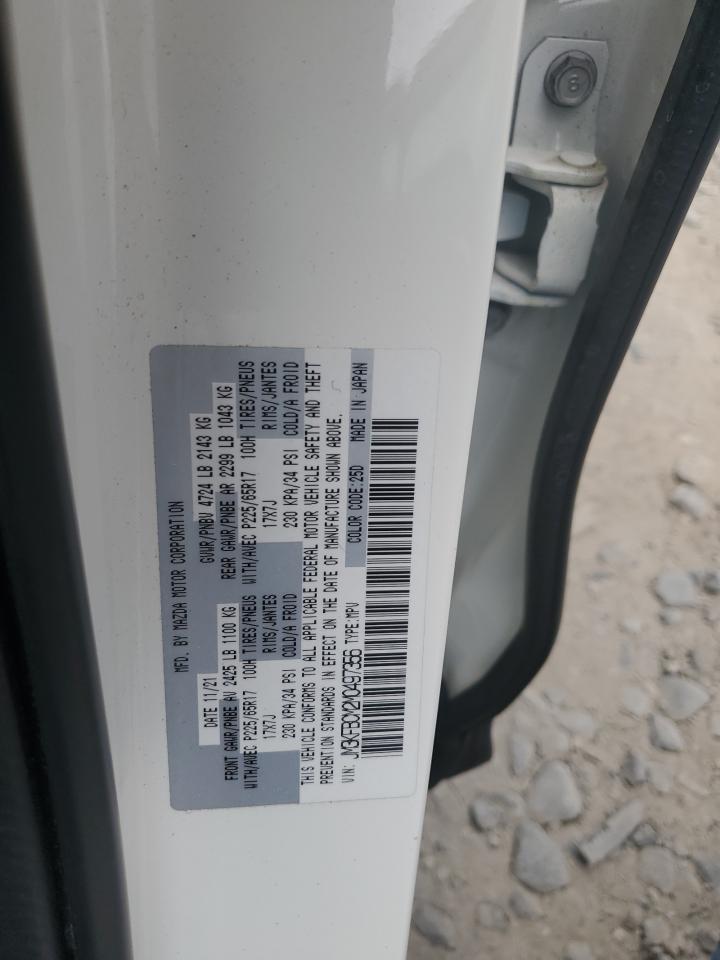 MFD. BY MAZDA MOTOR CORPORATION
DATE 11/21 GVWR/PNBV 4724 LB 2143 KG
FRONT GAWR/PNBE AV 2425 LB 1100 KG REAR GAWR/PNBE AR 2299 LB 1043 KG
WITH/AVEC P225/65R17 100H TIRES/PNEUS WITH/AVEC P225/65R17 100H TIRES/PNEUS
17X7J RIMS/JANTES 17X7J RIMS/JANTES
230 KPA/34 PSI COLD/A FROID 230 KPA/34 PSI COLD/A FROID
THIS VEHICLE CONFORMS TO ALL APPLICABLE FEDERAL MOTOR VEHICLE SAFETY AND THEFT
PREVENTION STANDARDS IN EFFECT ON THE DATE OF MANUFACTURE SHOWN ABOVE.
VIN: JM3KFBCM2M0497356 TYPE:MPV COLOR CODE:25D MADE IN JAPAN